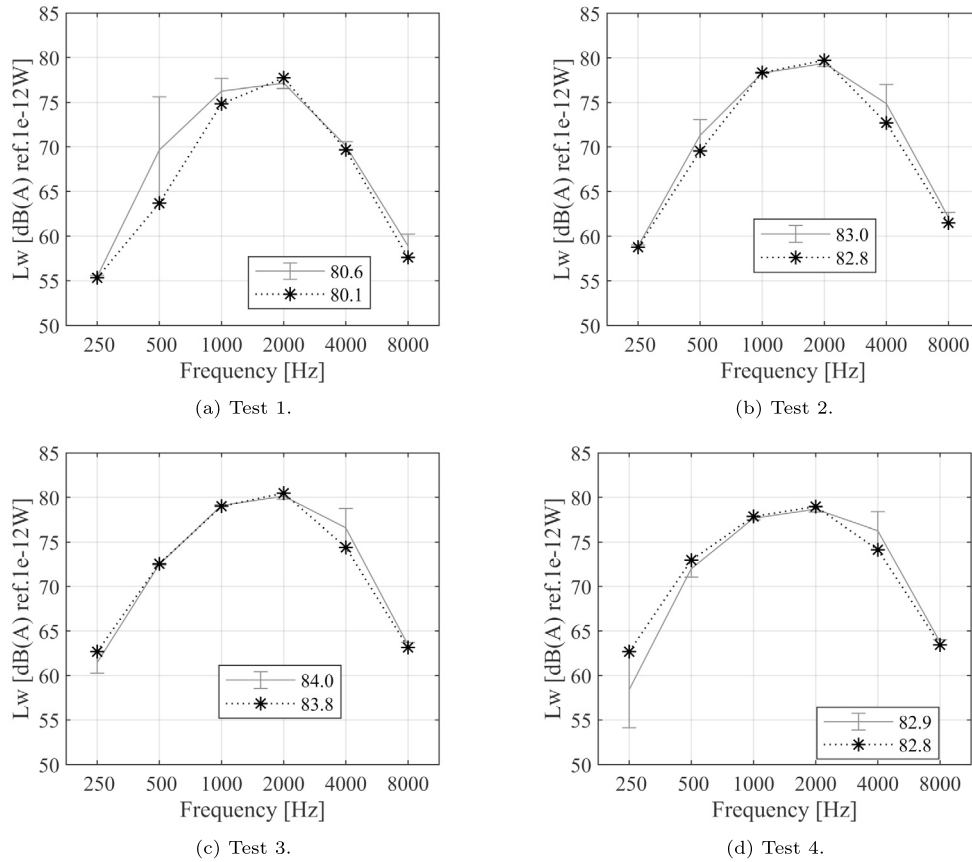 85
80
75
70
65
60
55
50
Lw [dB(A) ref.1e-12W]
80.6
80.1
250 500 1000 2000 4000 8000
Frequency [Hz]
(a) Test 1.
85
80
75
70
65
60
55
50
Lw [dB(A) ref.1e-12W]
83.0
82.8
250 500 1000 2000 4000 8000
Frequency [Hz]
(b) Test 2.
85
80
75
70
65
60
55
50
Lw [dB(A) ref.1e-12W]
84.0
83.8
250 500 1000 2000 4000 8000
Frequency [Hz]
(c) Test 3.
85
80
75
70
65
60
55
50
Lw [dB(A) ref.1e-12W]
82.9
82.8
250 500 1000 2000 4000 8000
Frequency [Hz]
(d) Test 4.